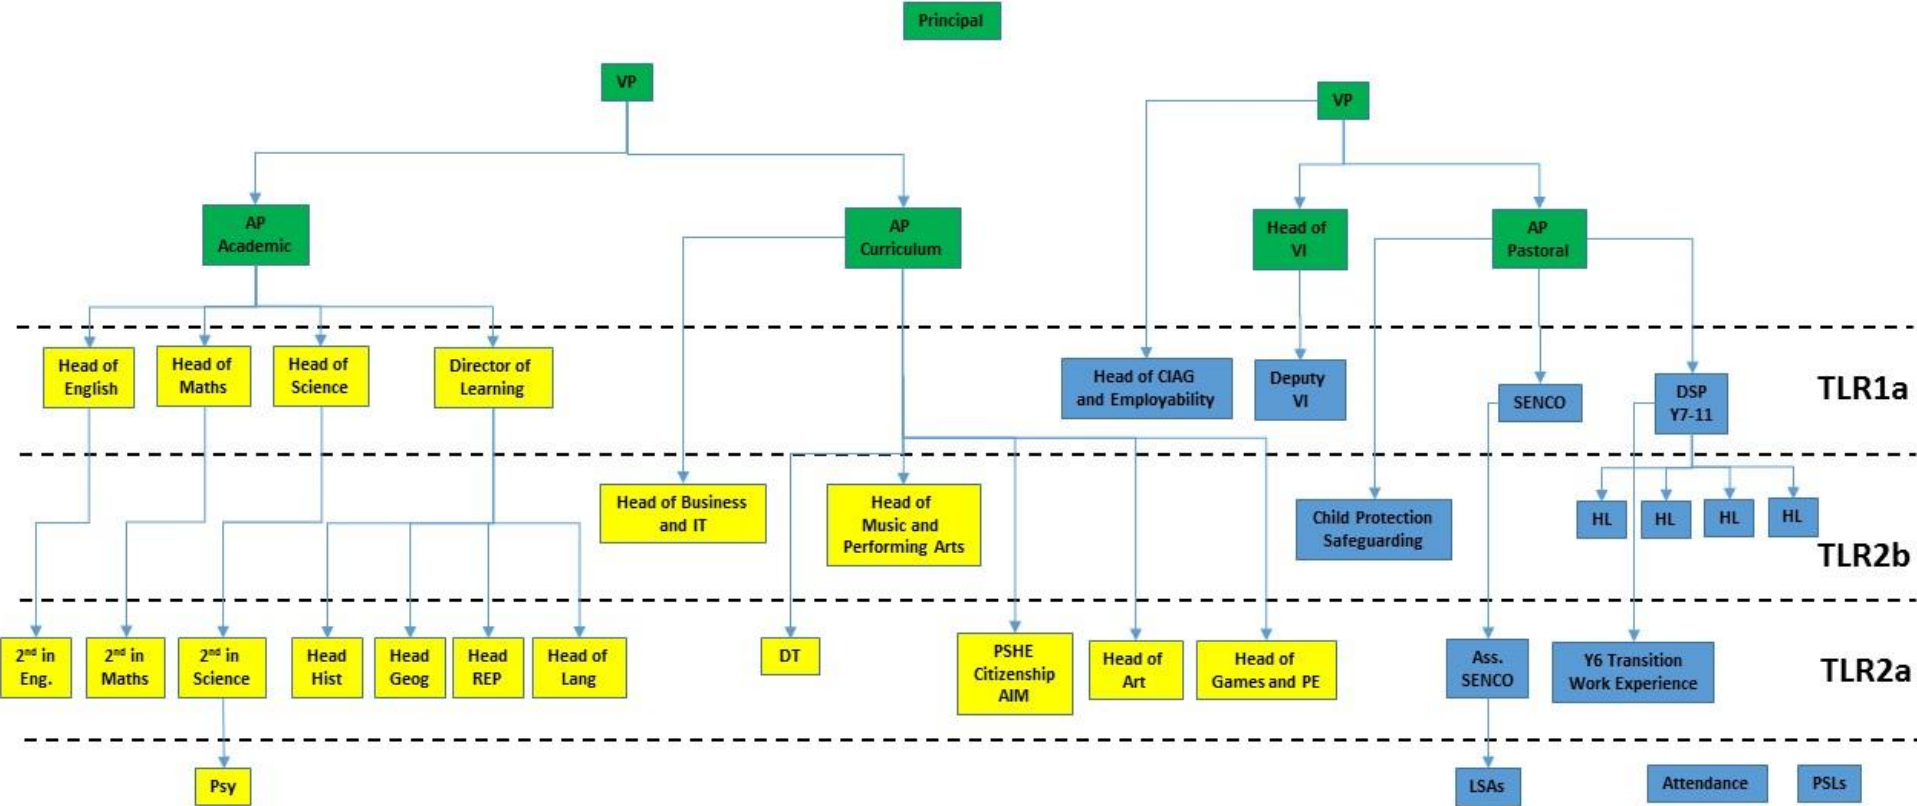 Principal
VP
VP
AP
Academic
AP
Curriculum
Head of
VI
AP
Pastoral
Head of
English
Head of
Maths
Head of
Science
Director of
Learning
Head of CIAG
and Employability
Deputy
VI
SENCO
DSP
Y7-11
TLR1a
Head of Business
and IT
Head of
Music and
Performing Arts
Child Protection
Safeguarding
HL
HL
HL
HL
TLR2b
2nd in
Eng.
2nd in
Maths
2nd in
Science
Head
Hist
Head
Geog
Head
REP
Head of
Lang
DT
PSHE
Citizenship
AIM
Head of
Art
Head of
Games and PE
Ass.
SENCO
Y6 Transition
Work Experience
TLR2a
Psy
LSAs
Attendance
PSLs